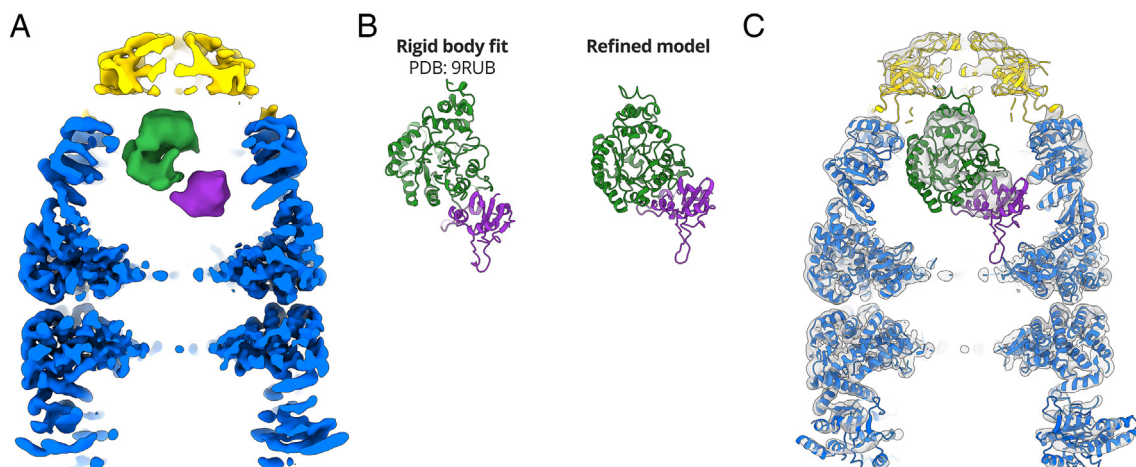 A
B
C
Rigid body fit
PDB: 9RUB
Refined model